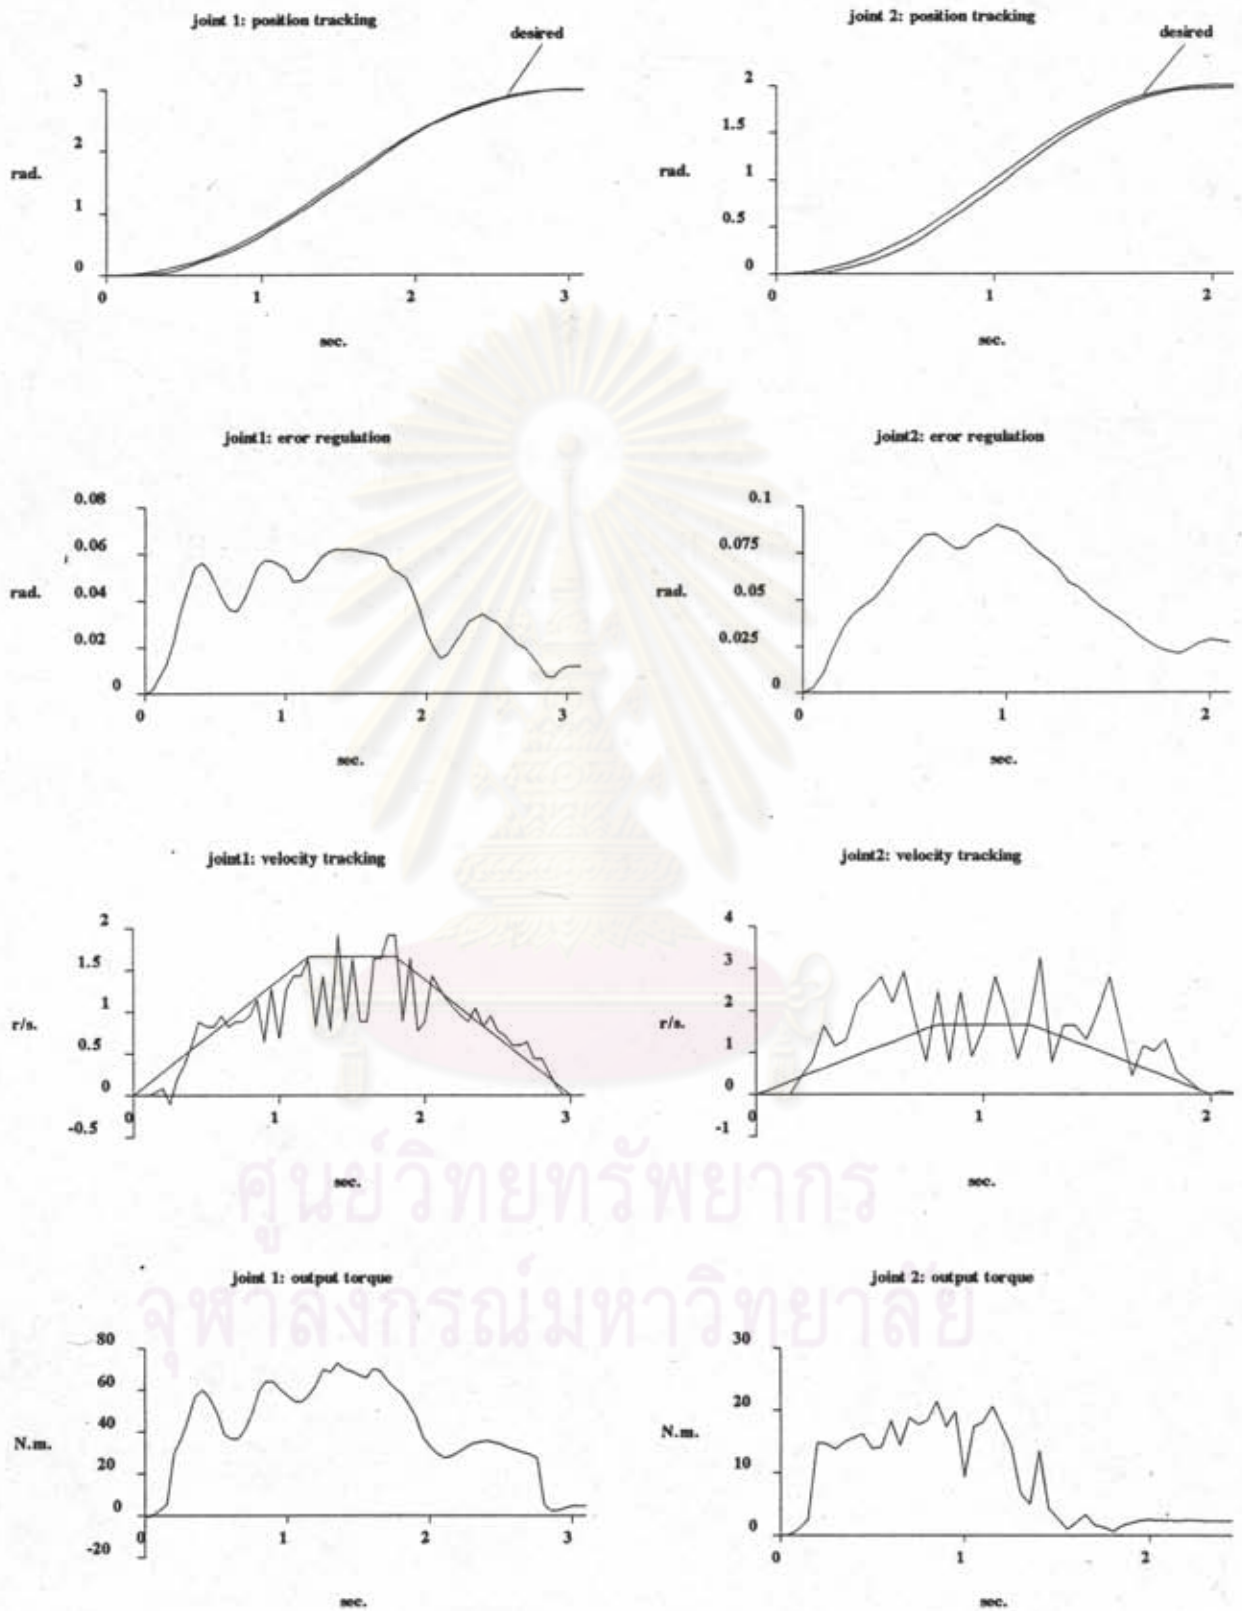 joint 1: position tracking
desired
3
2
rad.
1
0
0
1
2
3
sec.
joint 2: position tracking
desired
2
1.5
rad.
1
0.5
0
0
1
2
sec.
joint1: eror regulation
0.08
0.06
rad.
0.04
0.02
0
0
1
2
3
sec.
joint2: eror regulation
0.1
0.075
rad.
0.05
0.025
0
0
1
2
sec.
joint1: velocity tracking
2
1.5
1
r/s.
0.5
0
-0.5
0
1
2
3
sec.
joint2: velocity tracking
4
3
2
r/s.
1
0
-1
0
1
2
sec.
ศูนย์วิทยทรัพยากร
จุฬาลงกรณ์มหาวิทยาลัย
joint 1: output torque
80
60
N.m.
40
20
0
-20
0
1
2
3
sec.
joint 2: output torque
30
20
N.m.
10
0
0
1
2
sec.